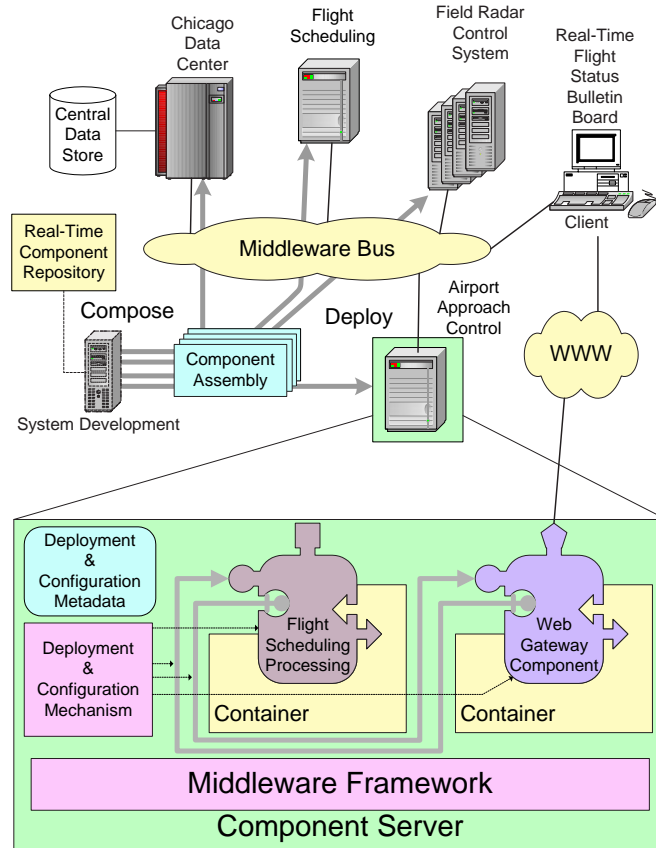 Chicago
Data
Center
Flight
Scheduling
Field Radar
Control
System
Real-Time
Flight
Status
Bulletin
Board
Central
Data
Store
Client
Real-Time
Component
Repository
Middleware Bus
Compose
Deploy
Airport
Approach
Control
Component
Assembly
WWW
System Development
Deployment
&
Configuration
Metadata
Deployment
&
Configuration
Mechanism
Flight
Scheduling
Processing
Web
Gateway
Component
Container
Container
Middleware Framework
Component Server